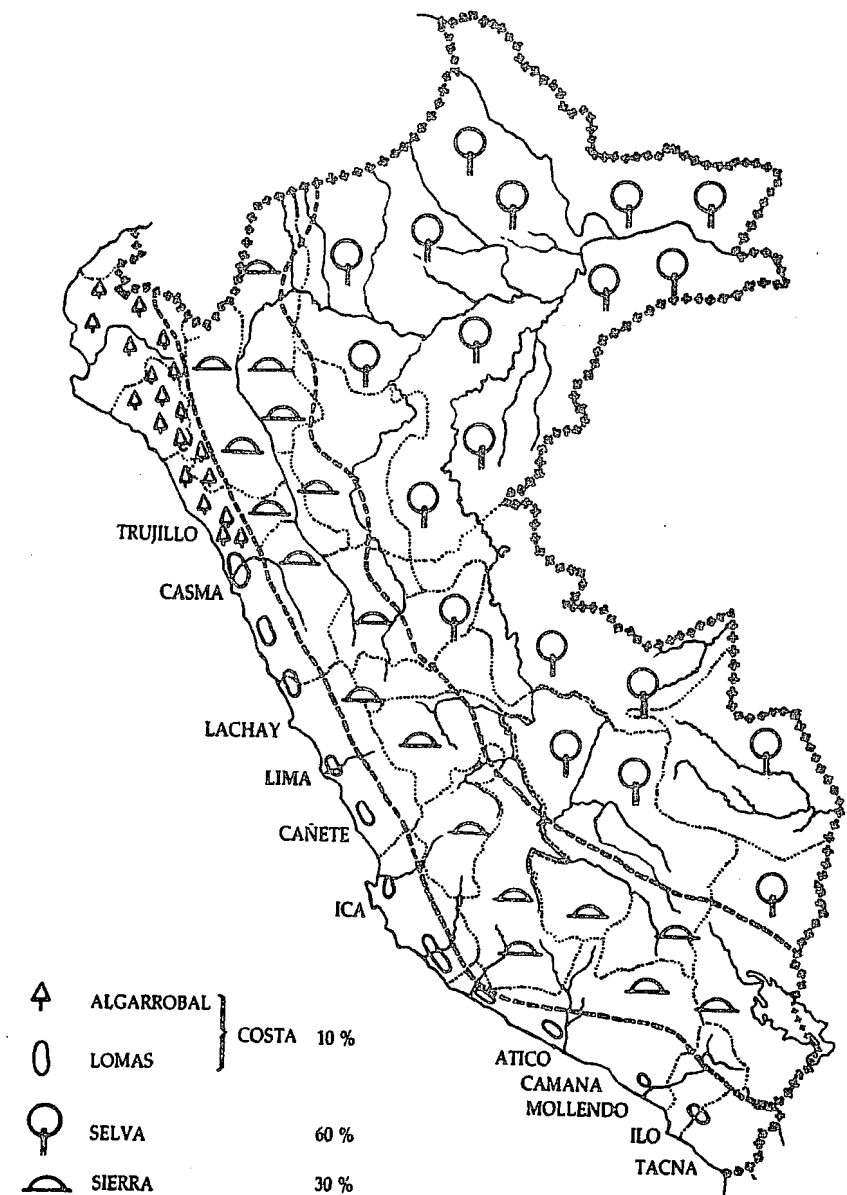 TRUJILLO
CASMA
LACHAY
LIMA
CAÑETE
ICA
ATICO
CAMANA
MOLLENDO
ILO
TACNA
ALGARROBAL
COSTA 10 %
LOMAS
SELVA 60 %
SIERRA 30 %